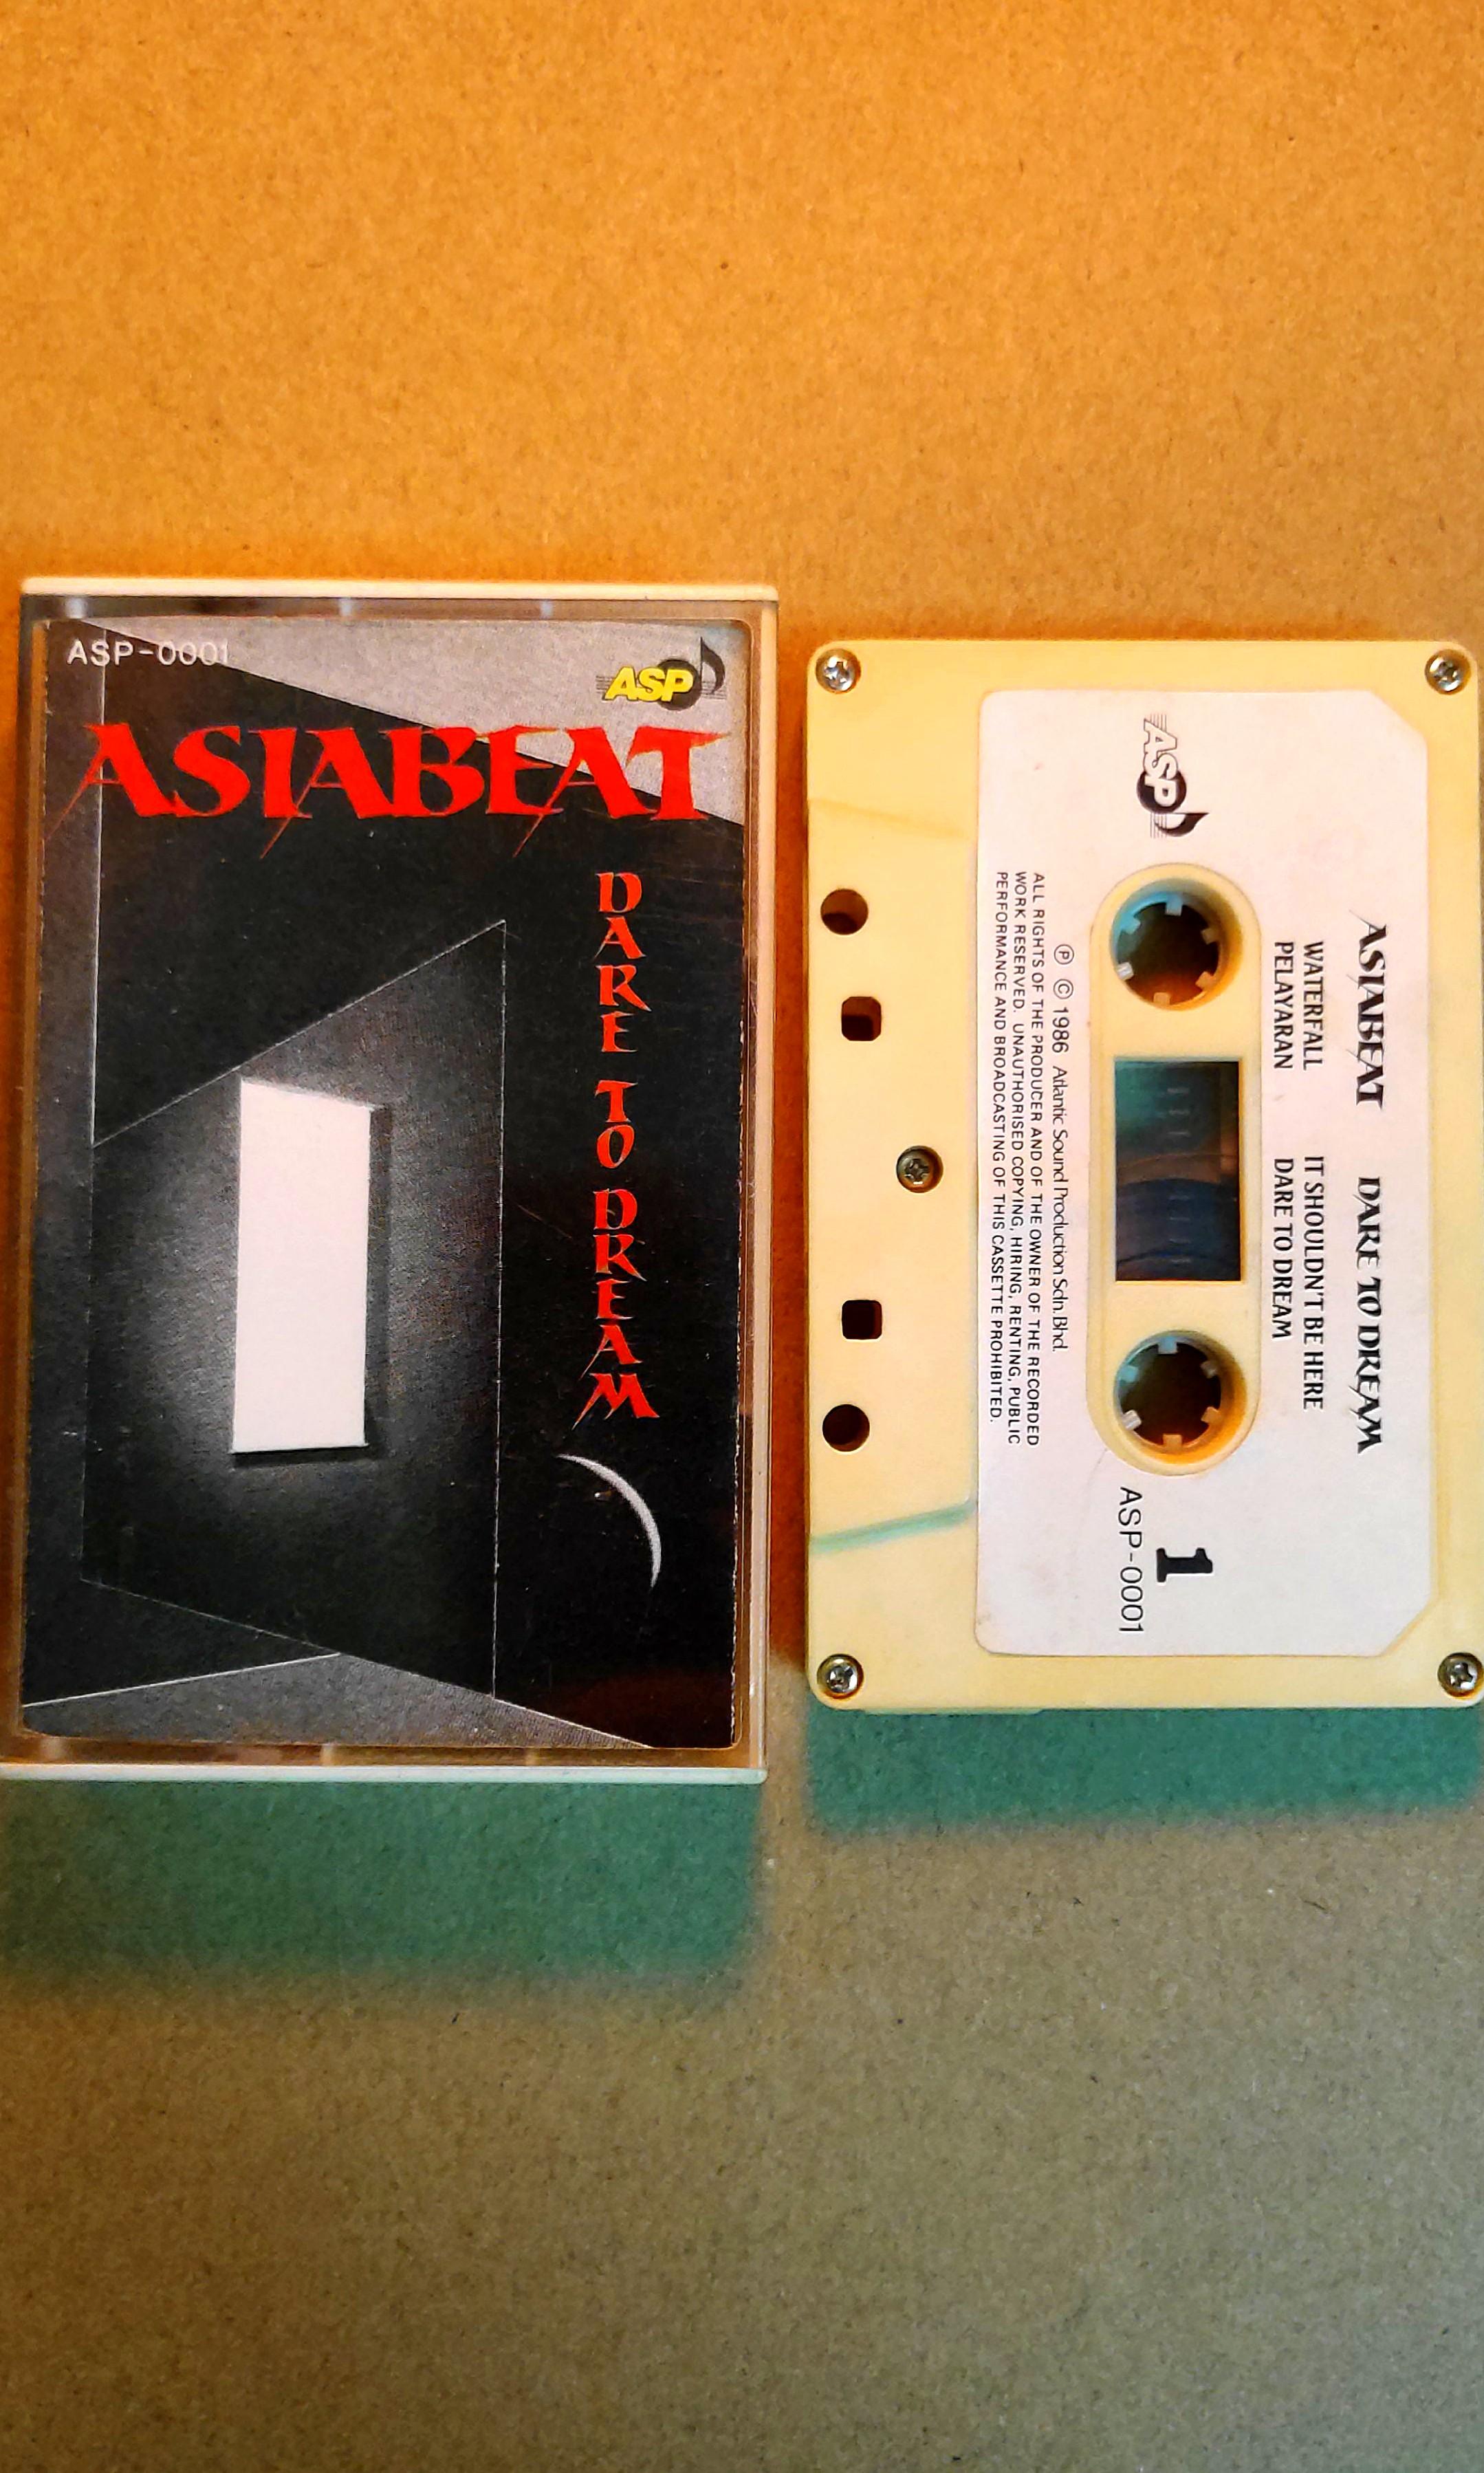 ASP-0001
ASP
ASIABEAT
DARE TO DREAM
ASP
ASIABEAT DARE TO DREAM
WATERFALL IT SHOULDN'T BE HERE
PELAYARAN DARE TO DREAM
1
ASP-0001
Ⓟ © 1986 Atlantic Sound Production Sdn. Bhd.
ALL RIGHTS OF THE PRODUCER AND OF THE OWNER OF THE RECORDED
WORK RESERVED. UNAUTHORISED COPYING, HIRING, RENTING, PUBLIC
PERFORMANCE AND BROADCASTING OF THIS CASSETTE PROHIBITED.